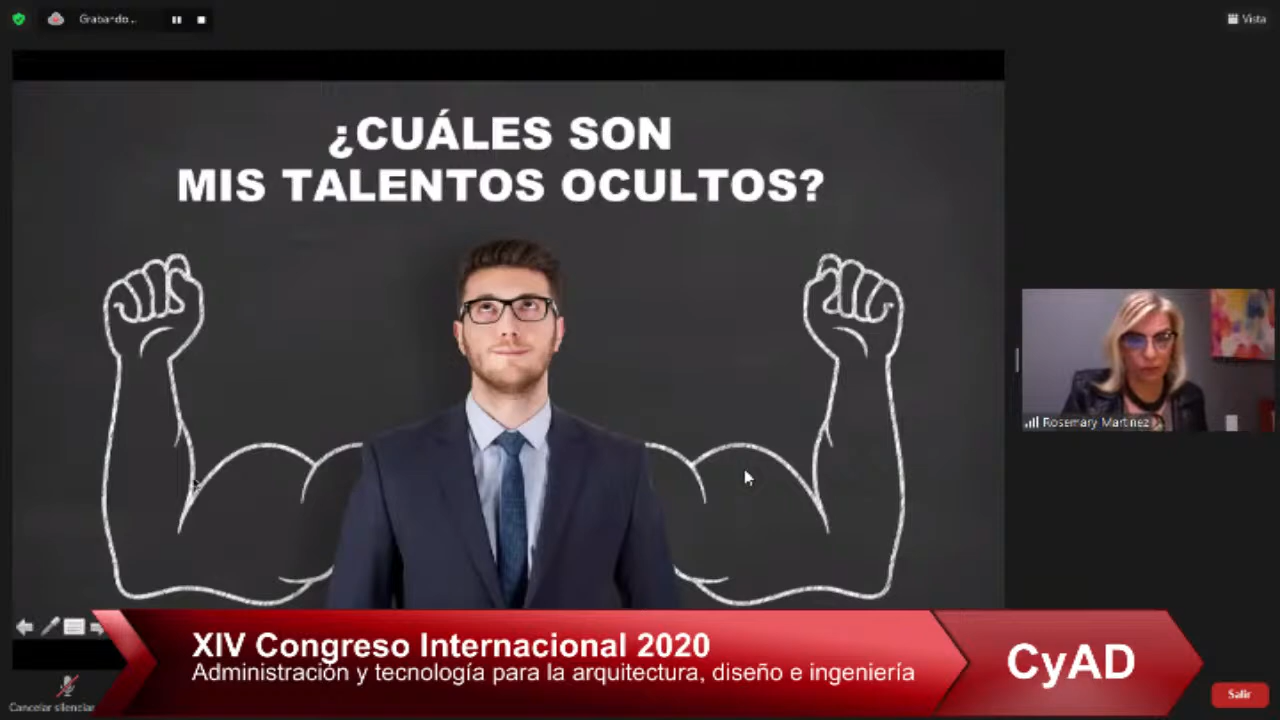 Grabando...
Vista
¿CUÁLES SON
MIS TALENTOS OCULTOS?
Rosemary Martinez
XIV Congreso Internacional 2020
Administración y tecnología para la arquitectura, diseño e ingeniería
CyAD
Cancelar silenciar
Salir